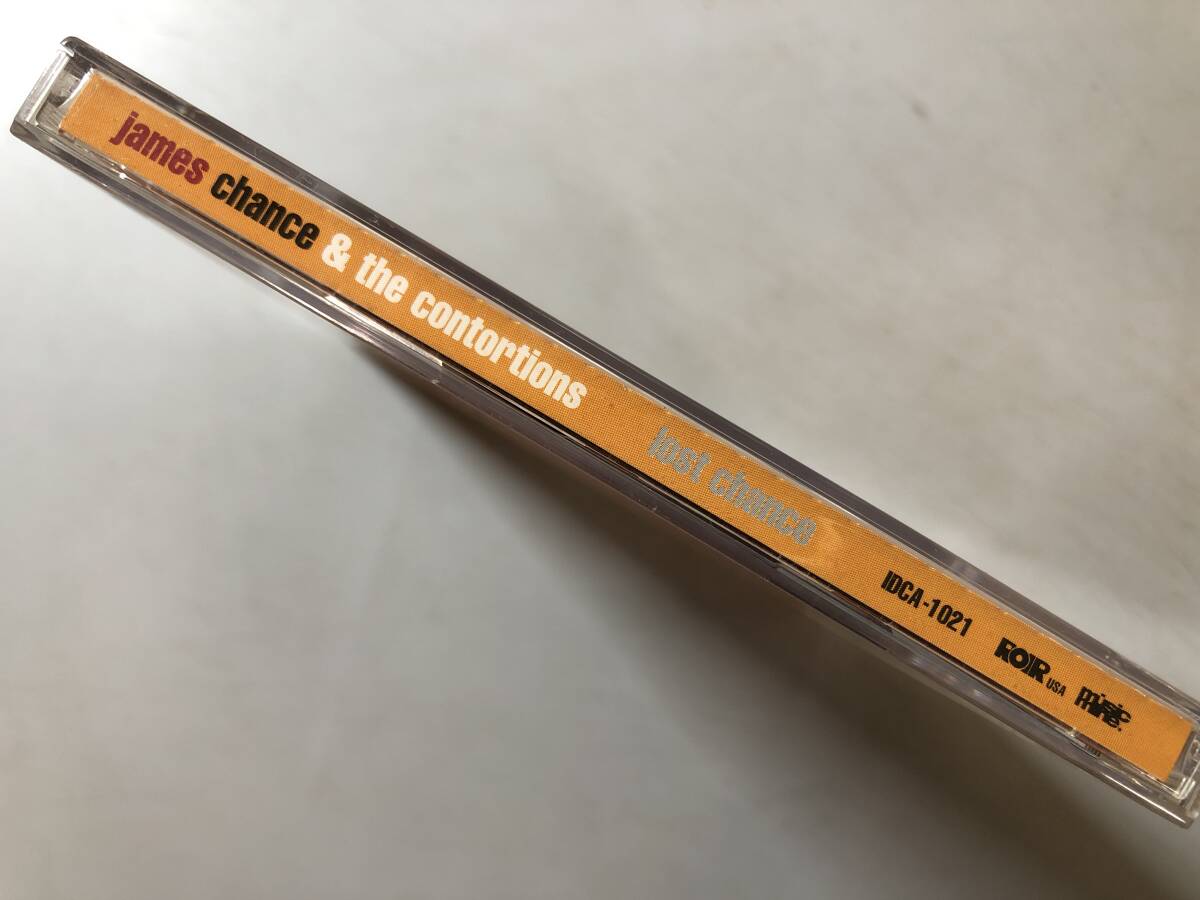 james chance & the contortions lost chance IDCA-1021 ROIR USA music mine.